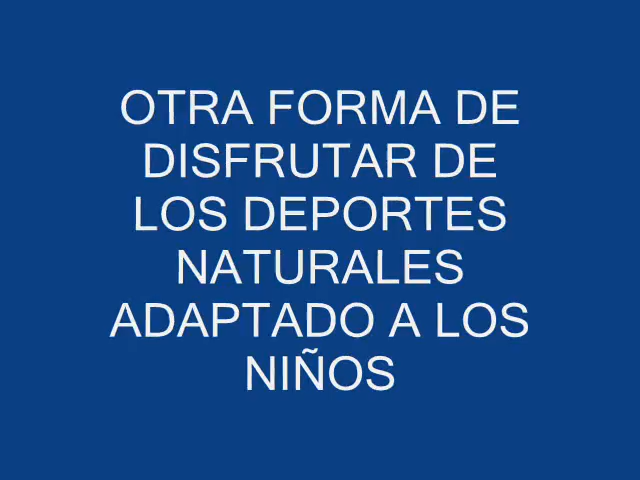 OTRA FORMA DE
DISFRUTAR DE
LOS DEPORTES
NATURALES
ADAPTADO A LOS
NIÑOS